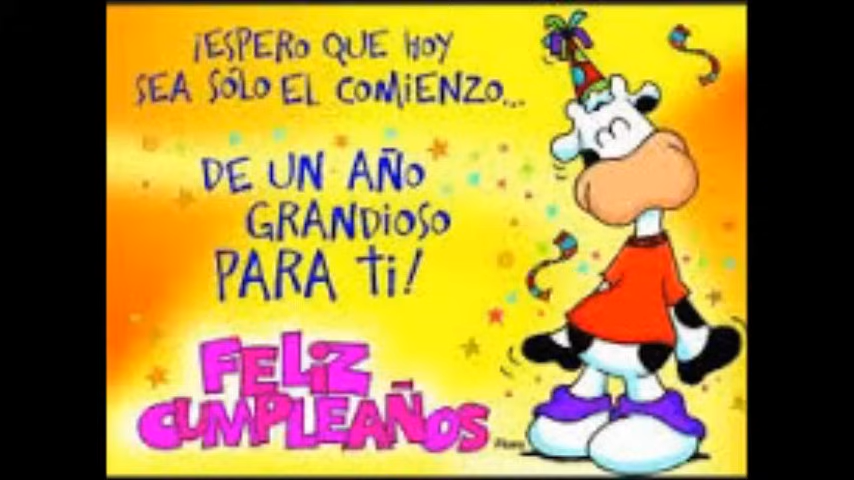 ¡ESPERO QUE HOY
SEA SÓLO EL COMIENZO...
DE UN AÑO
GRANDIOSO
PARA ti!
FELIZ
CUMPLEAÑOS